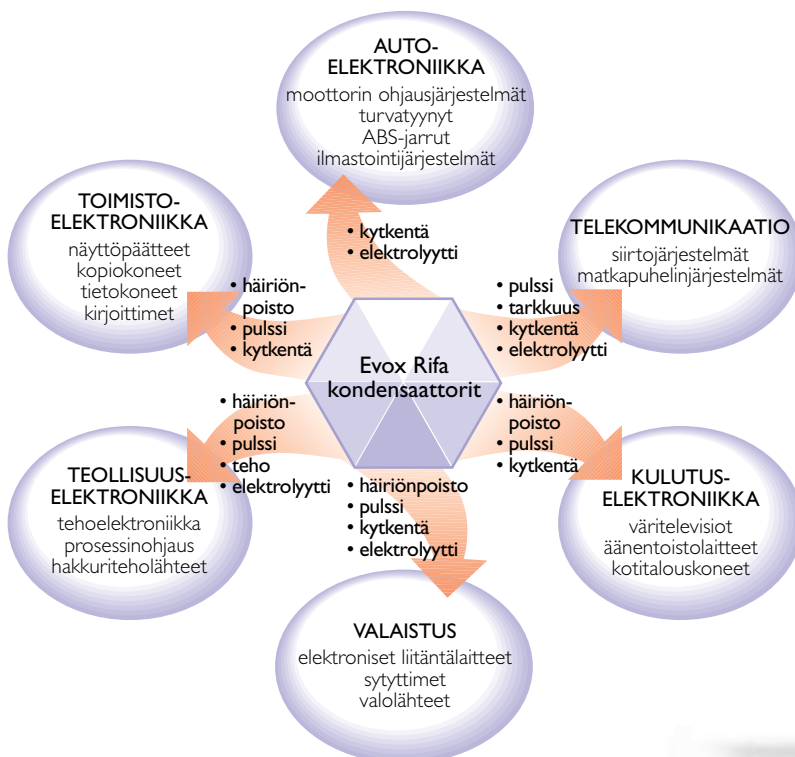 AUTO-
ELEKTRONIIKKA
moottorin ohjausjärjestelmät
turvatyynyt
ABS-jarrut
ilmastointijärjestelmät
TOIMISTO-
ELEKTRONIIKKA
näyttöpäätteet
kopiokoneet
tietokoneet
kirjoittimet
TELEKOMMUNIKAATIO
siirtojärjestelmät
matkapuhelinjärjestelmät
• kytkentä
• elektrolyytti
• häiriön-
poisto
• pulssi
• kytkentä
• pulssi
• tarkkuus
• kytkentä
• elektrolyytti
Evox Rifa
kondensaattorit
• häiriön-
poisto
• pulssi
• teho
• elektrolyytti
• häiriön-
poisto
• pulssi
• kytkentä
• häiriönpoisto
• pulssi
• kytkentä
• elektrolyytti
TEOLLISUUS-
ELEKTRONIIKKA
tehoelektroniikka
prosessinohjaus
hakkuriteholähteet
KULUTUS-
ELEKTRONIIKKA
väritelevisiot
äänentoistolaitteet
kotitalouskoneet
VALAISTUS
elektroniset liitäntälaitteet
sytyttimet
valolähteet